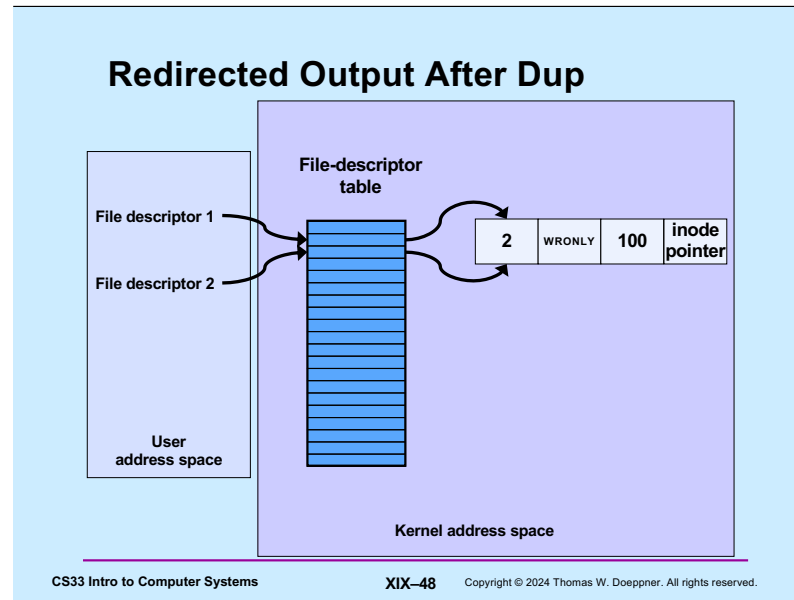 Redirected Output After Dup
File-descriptor
table
File descriptor 1
File descriptor 2
2 WRONLY 100 inode
pointer
User
address space
Kernel address space
CS33 Intro to Computer Systems XIX–48 Copyright © 2024 Thomas W. Doeppner. All rights reserved.